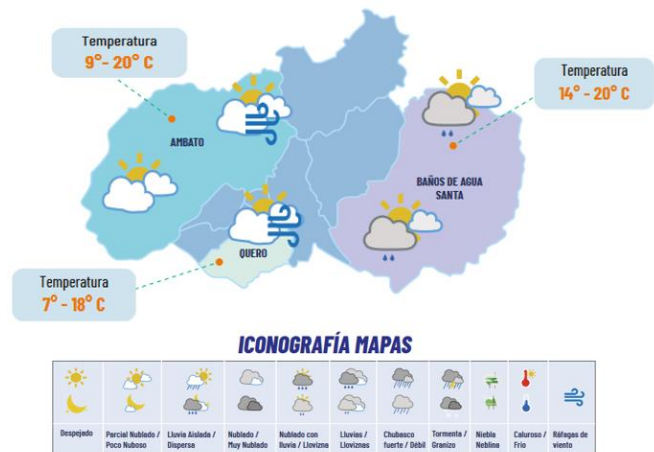 Temperatura
9°- 20° C
Temperatura
14° - 20° C
AMBATO
BAÑOS DE AGUA
SANTA
QUERO
Temperatura
7° - 18° C
ICONOGRAFÍA MAPAS
Despejado
Parcial Nublado /
Poco Nuboso
Lluvia Aislada /
Dispersa
Nublado /
Muy Nublado
Nublado con
lluvia / Llovizna
Lluvias /
Lloviznas
Chubasco
fuerte / Débil
Tormenta /
Granizo
Niebla
Neblina
Caluroso /
Frío
Ráfagas de
viento